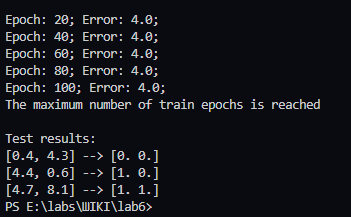 Epoch: 20; Error: 4.0;
Epoch: 40; Error: 4.0;
Epoch: 60; Error: 4.0;
Epoch: 80; Error: 4.0;
Epoch: 100; Error: 4.0;
The maximum number of train epochs is reached
Test results:
[0.4, 4.3] --> [0. 0.]
[4.4, 0.6] --> [1. 0.]
[4.7, 8.1] --> [1. 1.]
PS E:\labs\WIKI\lab6>